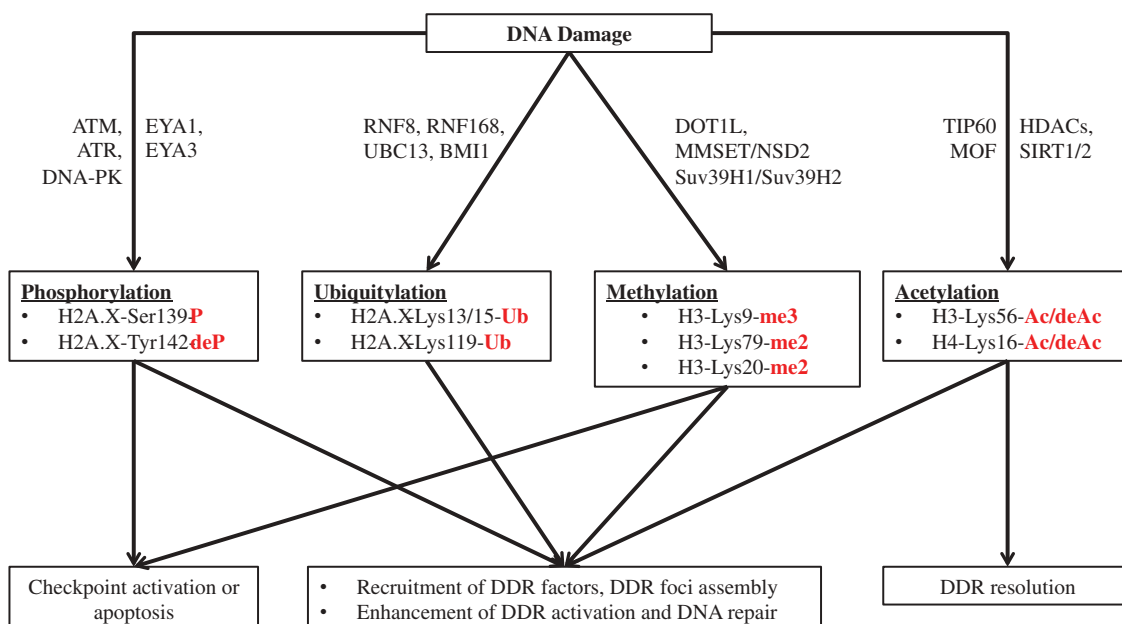 DNA Damage
ATM,
ATR,
DNA-PK
EYA1,
EYA3
RNF8, RNF168,
UBC13, BMI1
DOT1L,
MMSET/NSD2
Suv39H1/Suv39H2
TIP60
MOF
HDACs,
SIRT1/2
Phosphorylation
• H2A.X-Ser139-P
• H2A.X-Tyr142-deP
Ubiquitylation
• H2A.X-Lys13/15-Ub
• H2A.X-Lys119-Ub
Methylation
• H3-Lys9-me3
• H3-Lys79-me2
• H3-Lys20-me2
Acetylation
• H3-Lys56-Ac/deAc
• H4-Lys16-Ac/deAc
Checkpoint activation or
apoptosis
• Recruitment of DDR factors, DDR foci assembly
• Enhancement of DDR activation and DNA repair
DDR resolution